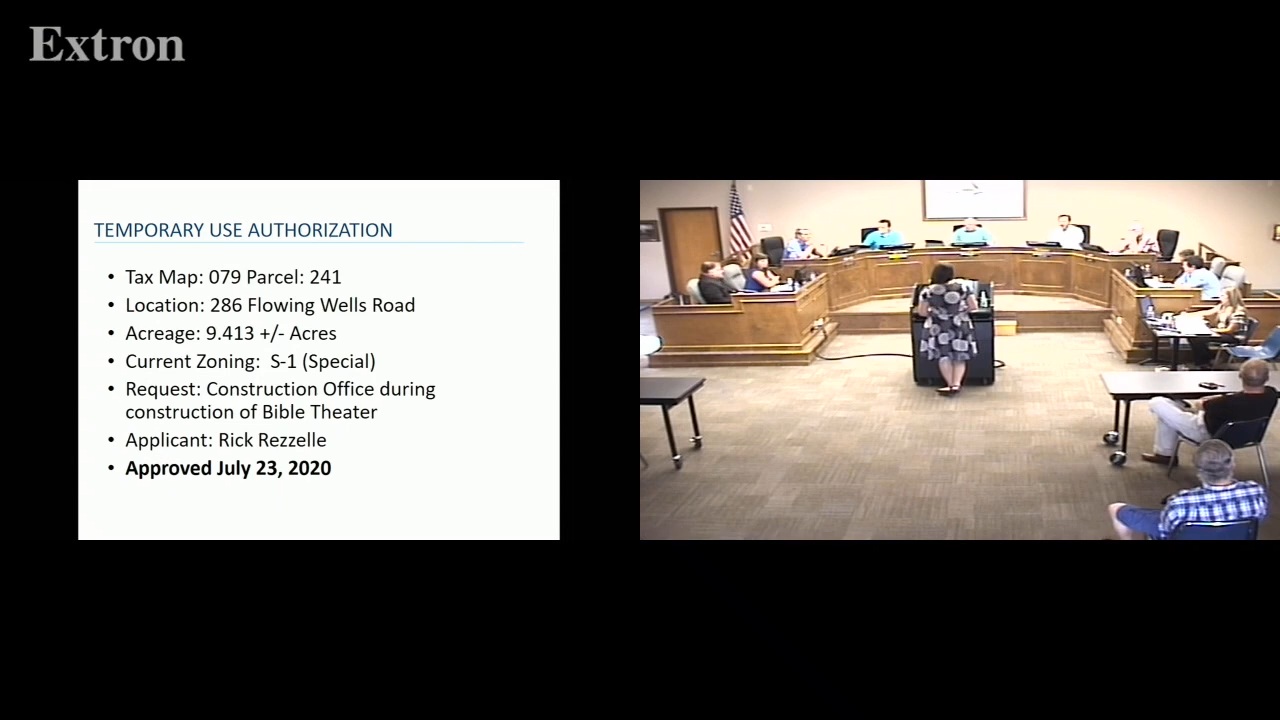 Extron
TEMPORARY USE AUTHORIZATION
• Tax Map: 079 Parcel: 241
• Location: 286 Flowing Wells Road
• Acreage: 9.413 +/- Acres
• Current Zoning: S-1 (Special)
• Request: Construction Office during
construction of Bible Theater
• Applicant: Rick Rezzelle
• Approved July 23, 2020